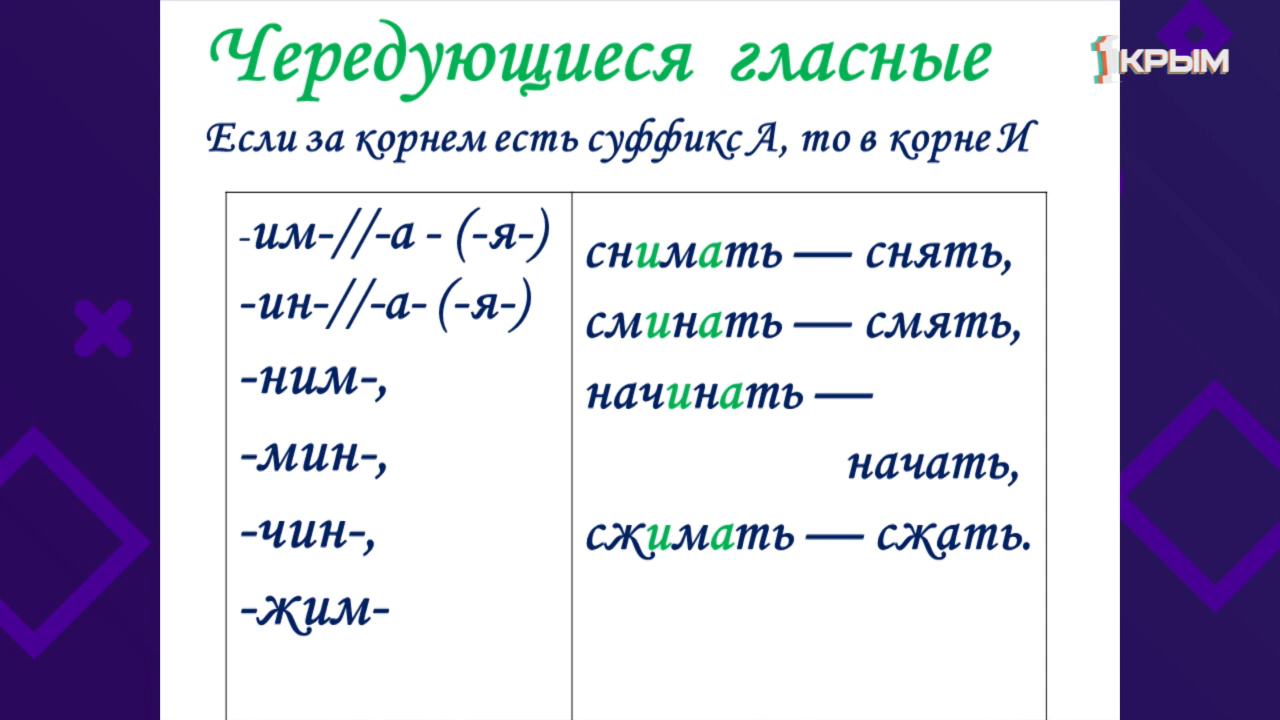 Чередующиеся гласные
1КРЫМ
Если за корнем есть суффикс А, то в корне И
-им-//-а - (-я-)
-ин-//-а- (-я-)
-ним-,
-мин-,
-чин-,
-жим-
снимать — снять,
сминать — смять,
начинать —
начать,
сжимать — сжать.